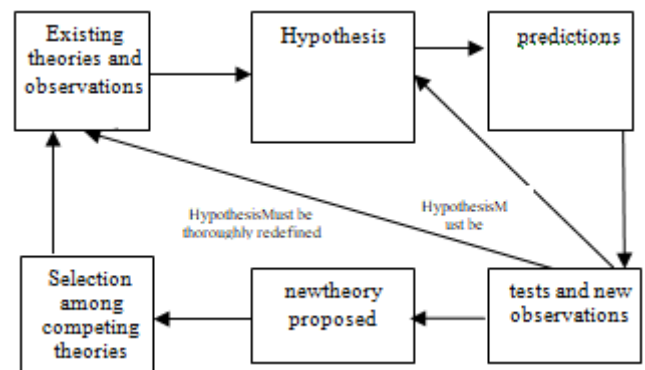 Existing
theories and
observations
Hypothesis
predictions
HypothesisMust be
thoroughly redefined
HypothesisM
ust be
Selection
among
competing
theories
newtheory
proposed
tests and new
observations